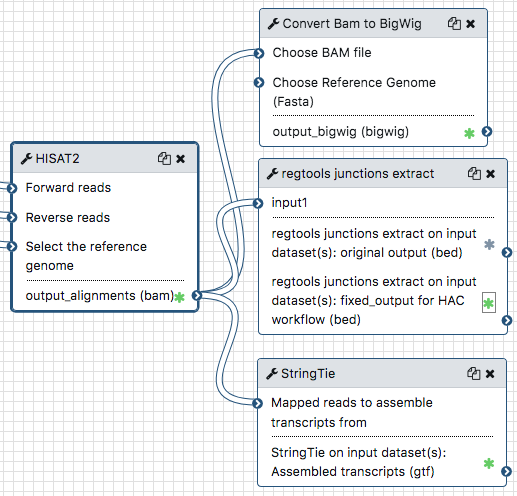 Convert Bam to BigWig
Choose BAM file
Choose Reference Genome
(Fasta)
output_bigwig (bigwig)
HISAT2
Forward reads
Reverse reads
Select the reference
genome
output_alignments (bam)
regtools junctions extract
input1
regtools junctions extract on input
dataset(s): original output (bed)
regtools junctions extract on input
dataset(s): fixed_output for HAC
workflow (bed)
StringTie
Mapped reads to assemble
transcripts from
StringTie on input dataset(s):
Assembled transcripts (gtf)